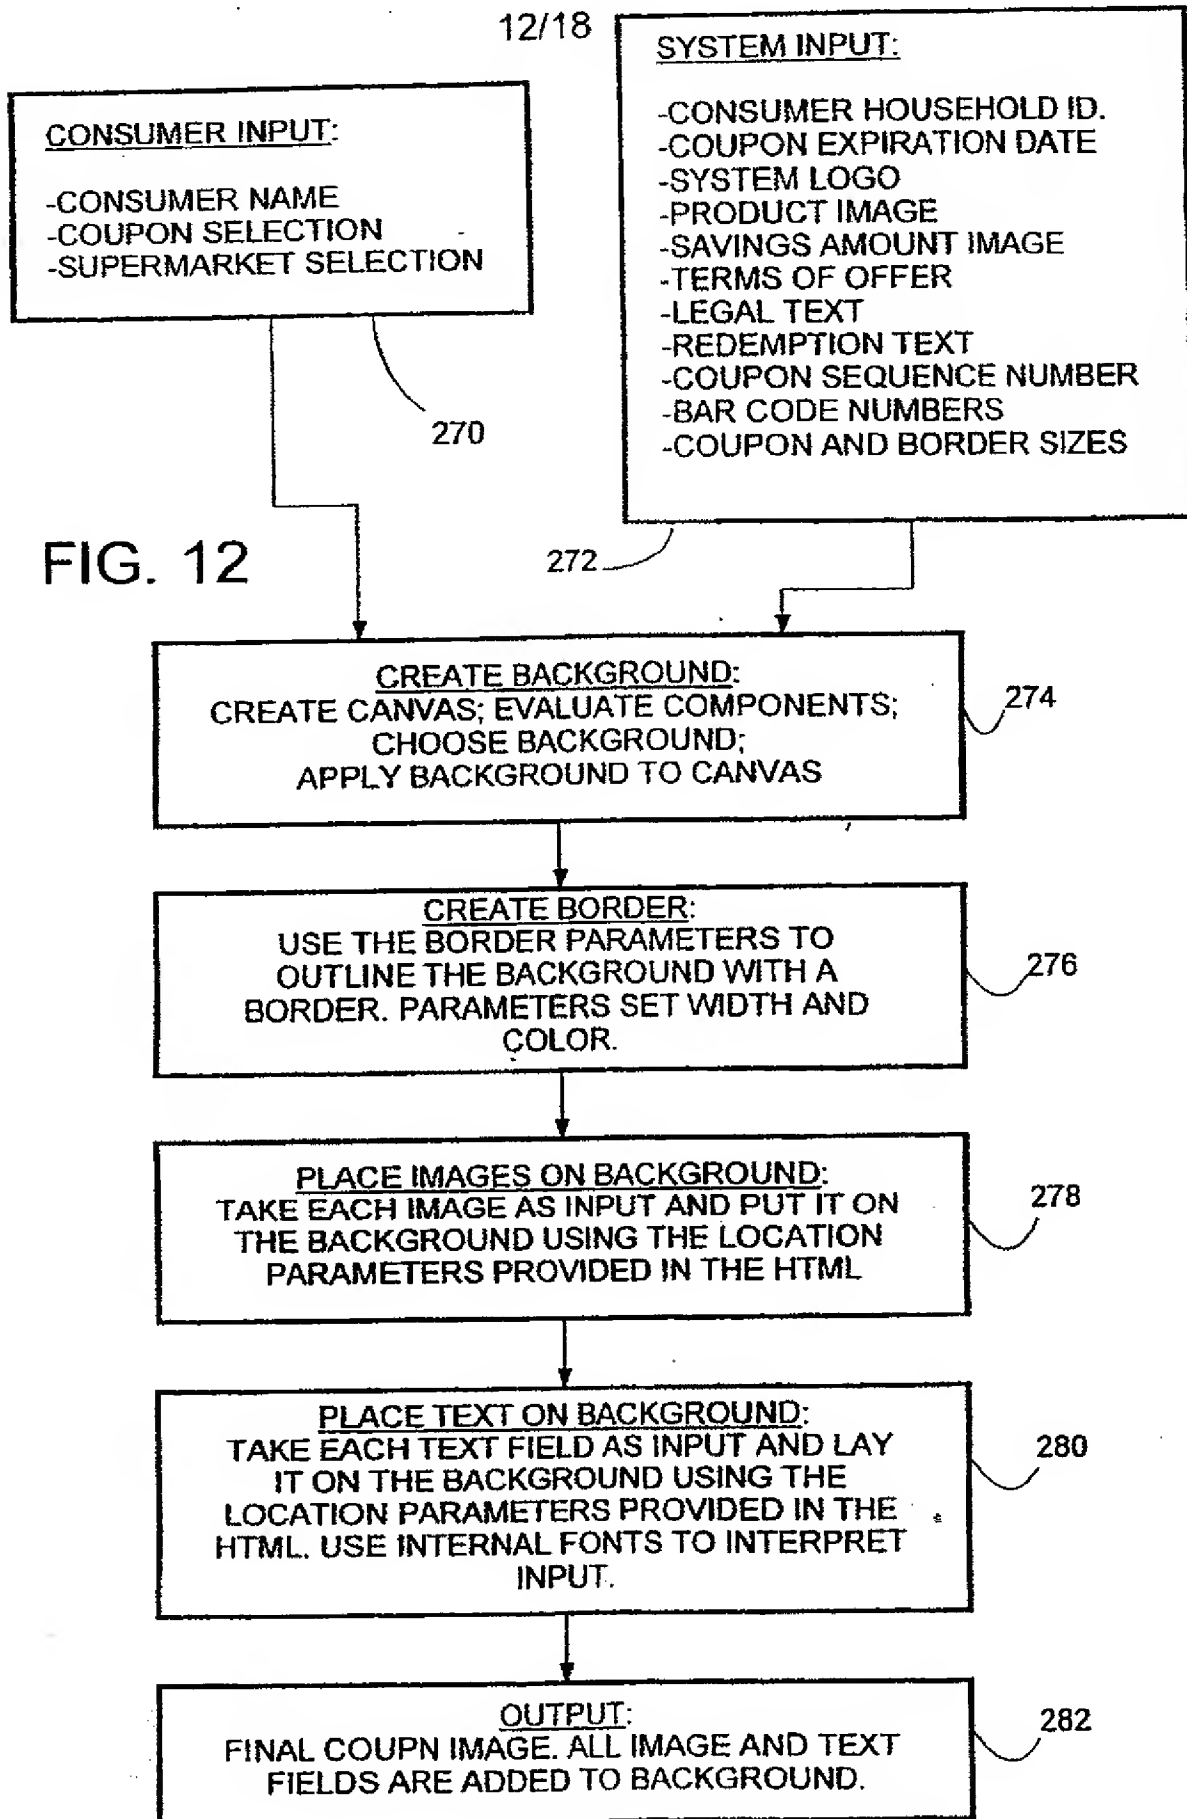 12/18
CONSUMER INPUT:
-CONSUMER NAME
-COUPON SELECTION
-SUPERMARKET SELECTION
270
SYSTEM INPUT:
-CONSUMER HOUSEHOLD ID.
-COUPON EXPIRATION DATE
-SYSTEM LOGO
-PRODUCT IMAGE
-SAVINGS AMOUNT IMAGE
-TERMS OF OFFER
-LEGAL TEXT
-REDEMPTION TEXT
-COUPON SEQUENCE NUMBER
-BAR CODE NUMBERS
-COUPON AND BORDER SIZES
272
FIG. 12
CREATE BACKGROUND:
CREATE CANVAS; EVALUATE COMPONENTS;
CHOOSE BACKGROUND;
APPLY BACKGROUND TO CANVAS
274
CREATE BORDER:
USE THE BORDER PARAMETERS TO
OUTLINE THE BACKGROUND WITH A
BORDER. PARAMETERS SET WIDTH AND
COLOR.
276
PLACE IMAGES ON BACKGROUND:
TAKE EACH IMAGE AS INPUT AND PUT IT ON
THE BACKGROUND USING THE LOCATION
PARAMETERS PROVIDED IN THE HTML
278
PLACE TEXT ON BACKGROUND:
TAKE EACH TEXT FIELD AS INPUT AND LAY
IT ON THE BACKGROUND USING THE
LOCATION PARAMETERS PROVIDED IN THE
HTML. USE INTERNAL FONTS TO INTERPRET
INPUT.
280
OUTPUT:
FINAL COUPN IMAGE. ALL IMAGE AND TEXT
FIELDS ARE ADDED TO BACKGROUND.
282